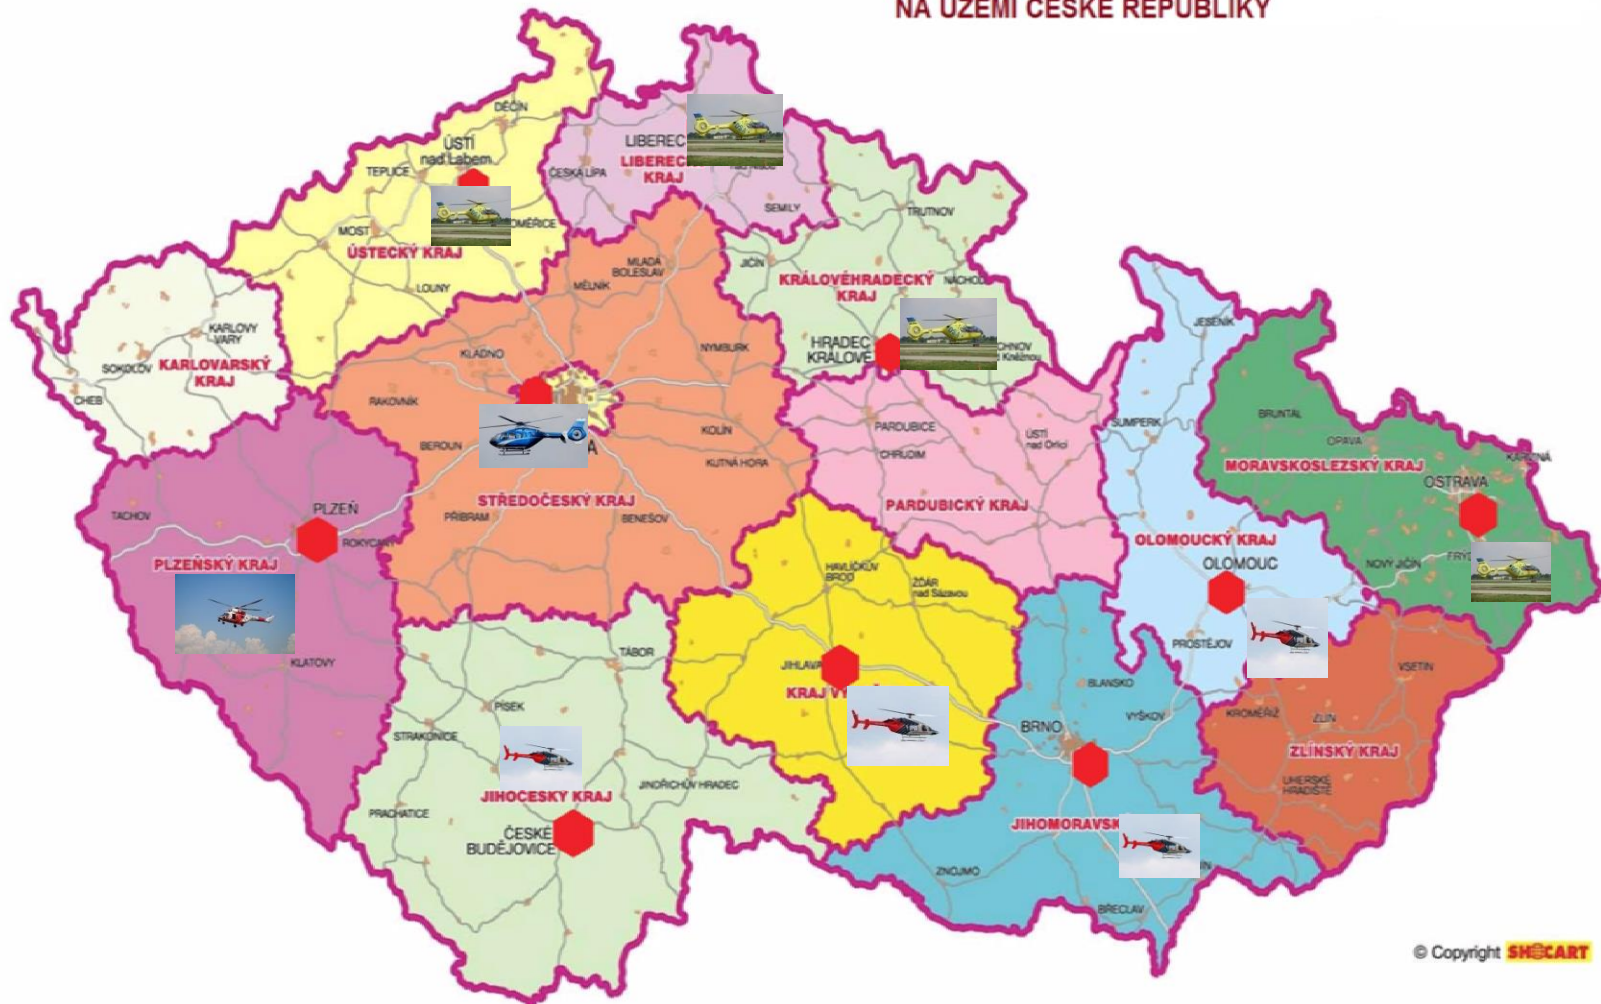 NA ÚZEMÍ ČESKÉ REPUBLIKY
DĚČÍN
ÚSTÍ
nad Labem
TEPLICE
MOST
ÚSTECKÝ KRAJ
LOUNY
LIBEREC
KRAJ
ČESKÁ LÍPA
SEMILY
TRUTNOV
JIČÍN
KRÁLOVÉHRADECKÝ
KRAJ
HRADEC
KRÁLOVÉ
MLADÁ
BOLESLAV
MĚLNÍK
KARLOVY
VARY
SOKOLOV
KARLOVARSKÝ
KRAJ
CHEB
KLADNO
NYMBURK
RAKOVNÍK
BEROUN
KOLÍN
KUTNÁ HORA
STŘEDOČESKÝ KRAJ
PŘÍBRAM
BENEŠOV
PARDUBICE
CHRUDIM
ÚSTÍ
nad Orlicí
PARDUBICKÝ KRAJ
JESENÍK
ŠUMPERK
BRUNTÁL
OPAVA
MORAVSKOSLEZSKÝ KRAJ
OSTRAVA
NOVÝ JIČÍN
OLOMOUCKÝ KRAJ
OLOMOUC
PROSTĚJOV
TACHOV
PLZEŇ
PLZEŇSKÝ KRAJ
KLATOVY
HAVLÍČKŮV
BROD
ŽĎÁR
nad Sázavou
JIHLAVA
TÁBOR
PÍSEK
STRAKONICE
JINDŘICHŮV HRADEC
JIHOČESKÝ KRAJ
PRACHATICE
ČESKÉ
BUDĚJOVICE
BLANSKO
VYŠKOV
BRNO
ZNOJMO
BŘECLAV
VSETÍN
KROMĚŘÍŽ
ZLÍN
ZLÍNSKÝ KRAJ
UHERSKÉ
HRADIŠTĚ
© Copyright SHOCART